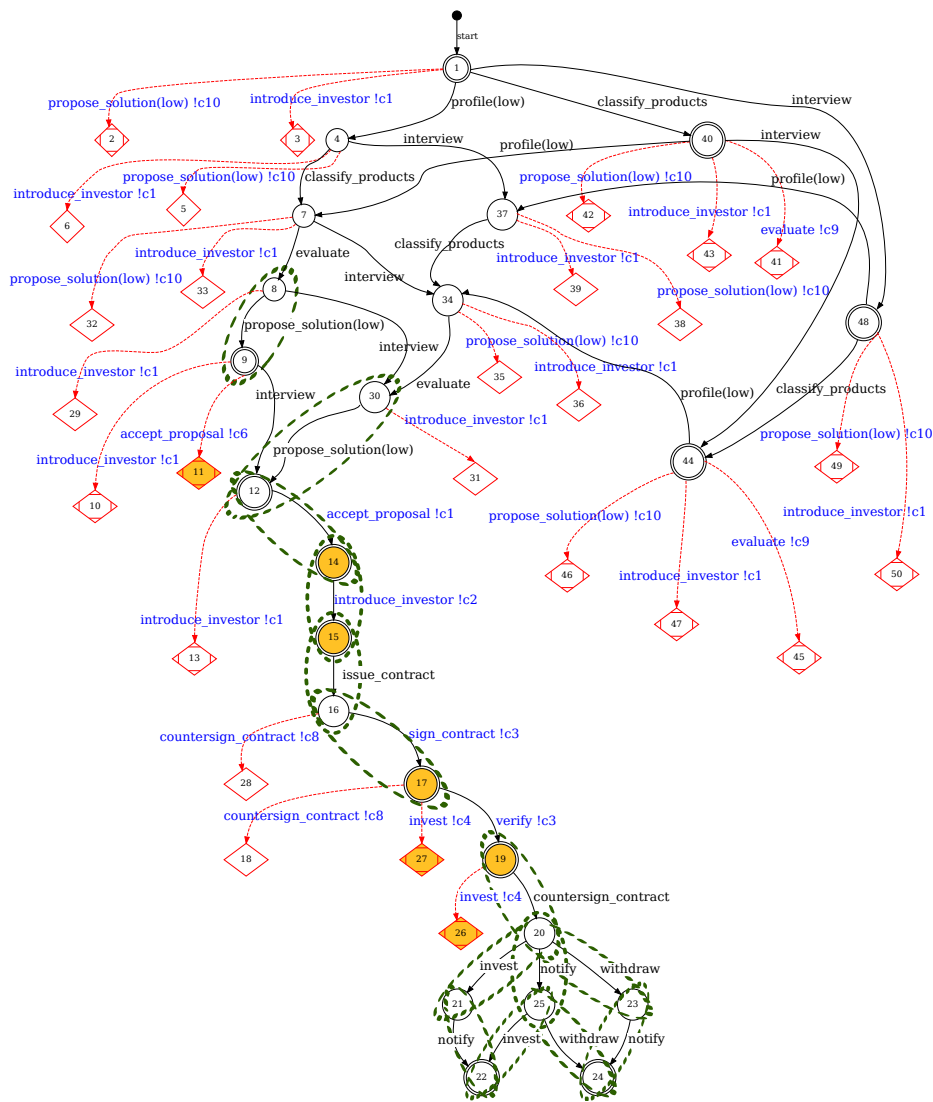 start
1
profile(low)
classify_products
interview
propose_solution(low) !c10
introduce_investor !c1
2
3
4
40
interview
profile(low)
interview
propose_solution(low) !c10
classify_products
propose_solution(low) !c10
profile(low)
introduce_investor !c1
5
6
7
37
42
introduce_investor !c1
evaluate !c9
classify_products
43
41
introduce_investor !c1
evaluate
introduce_investor !c1
propose_solution(low) !c10
interview
33
8
39
propose_solution(low) !c10
34
32
38
48
propose_solution(low)
propose_solution(low) !c10
interview
9
introduce_investor !c1
introduce_investor !c1
35
evaluate
classify_products
interview
profile(low)
30
36
29
introduce_investor !c1
accept_proposal !c6
propose_solution(low) !c10
propose_solution(low)
introduce_investor !c1
44
49
11
31
12
10
accept_proposal !c1
propose_solution(low) !c10
introduce_investor !c1
evaluate !c9
14
46
introduce_investor !c1
50
introduce_investor !c2
introduce_investor !c1
47
15
13
45
issue_contract
16
countersign_contract !c8
sign_contract !c3
28
17
countersign_contract !c8
invest !c4
verify !c3
18
27
19
invest !c4
countersign_contract
26
20
invest
notify
withdraw
21
25
23
notify
invest
withdraw
notify
22
24